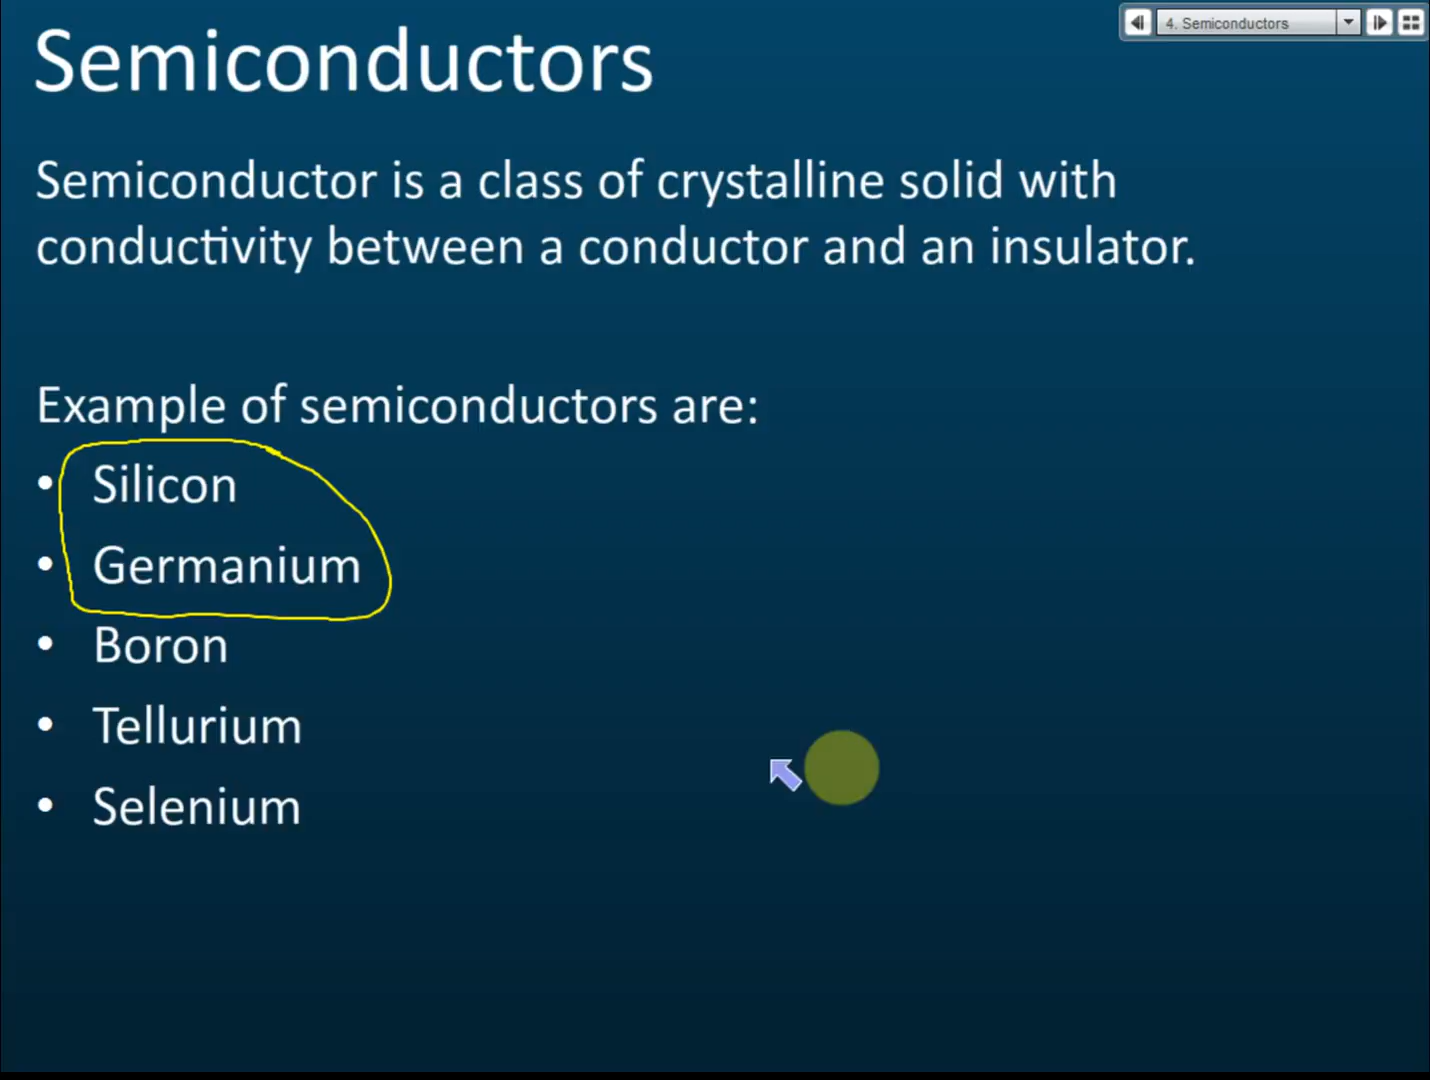 4. Semiconductors
Semiconductors
Semiconductor is a class of crystalline solid with
conductivity between a conductor and an insulator.
Example of semiconductors are:
• Silicon
• Germanium
• Boron
• Tellurium
• Selenium